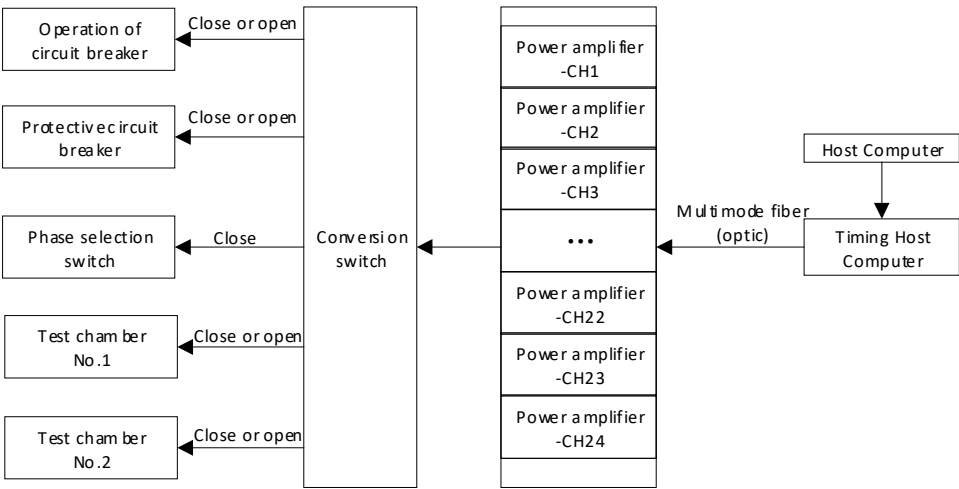 Operation of
circuit breaker
Close or open
Protective circuit
breaker
Close or open
Phase selection
switch
Close
Test chamber
No.1
Close or open
Test chamber
No.2
Close or open
Conversion
switch
Power amplifier
-CH1
Power amplifier
-CH2
Power amplifier
-CH3
...
Power amplifier
-CH22
Power amplifier
-CH23
Power amplifier
-CH24
Multimode fiber
(optic)
Host Computer
Timing Host
Computer